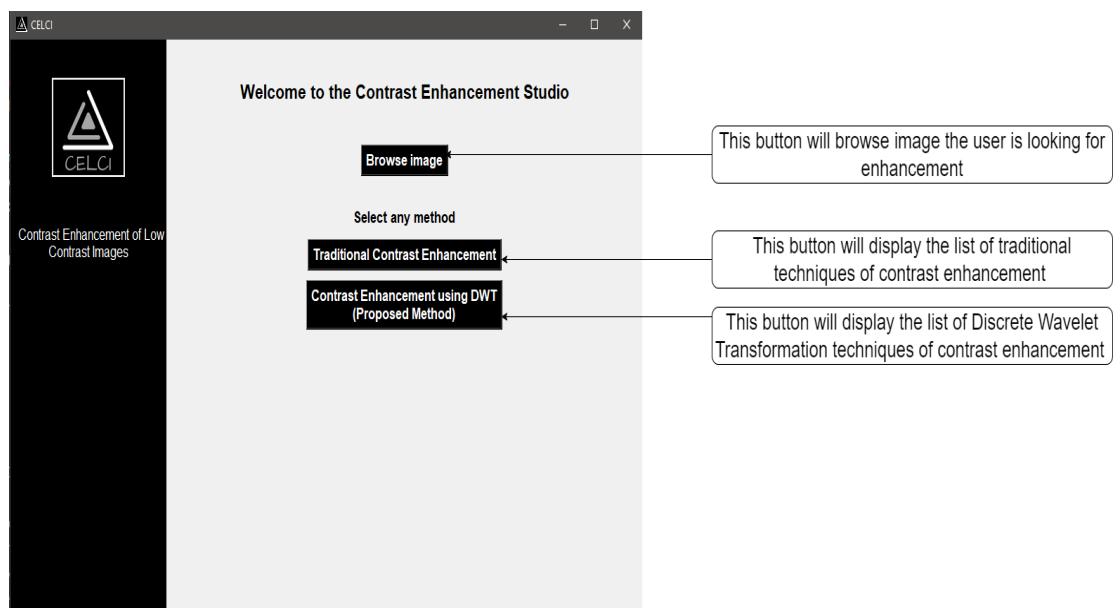 CELCI
CELCI
Contrast Enhancement of Low
Contrast Images
Welcome to the Contrast Enhancement Studio
Browse image
Select any method
Traditional Contrast Enhancement
Contrast Enhancement using DWT
(Proposed Method)
This button will browse image the user is looking for
enhancement
This button will display the list of traditional
techniques of contrast enhancement
This button will display the list of Discrete Wavelet
Transformation techniques of contrast enhancement